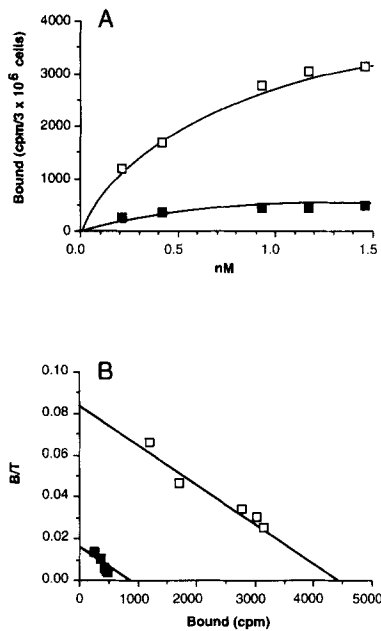 A
Bound (cpm/3 x 10⁶ cells)
4000
3000
2000
1000
0
0.0 0.5 1.0 1.5
nM
B
B/T
0.10
0.08
0.06
0.04
0.02
0.00
0 1000 2000 3000 4000 5000
Bound (cpm)